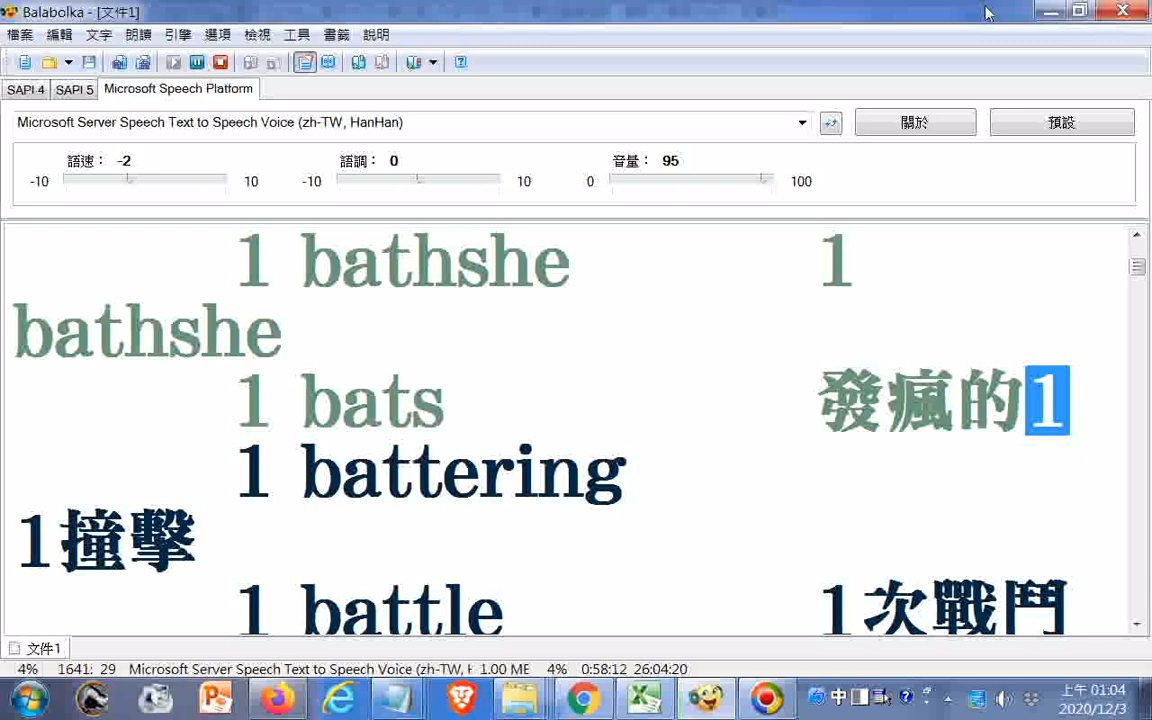 Balabolka - [文件1]
檔案 編輯 文字 朗讀 引擎 選項 檢視 工具 書籤 說明
SAPI 4 SAPI 5 Microsoft Speech Platform
Microsoft Server Speech Text to Speech Voice (zh-TW, HanHan) 關於 預設
語速： -2 語調： 0 音量： 95
-10 10 -10 10 0 100
1 bathshe 1
bathshe
1 bats 發瘋的1
1 battering
1撞擊
1 battle 1次戰鬥
文件1
4% 1641: 29 Microsoft Server Speech Text to Speech Voice (zh-TW, H 1.00 ME 4% 0:58:12 26:04:20
中 上午 01:04
2020/12/3